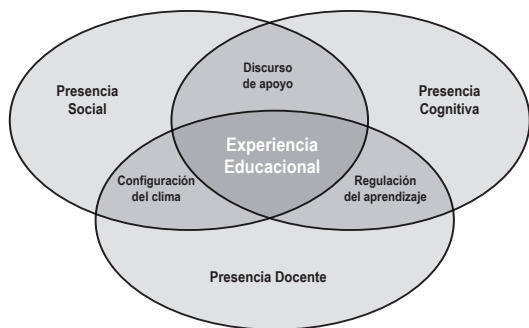 Discurso
de apoyo
Presencia
Social
Presencia
Cognitiva
Experiencia
Educacional
Configuración
del clima
Regulación
del aprendizaje
Presencia Docente